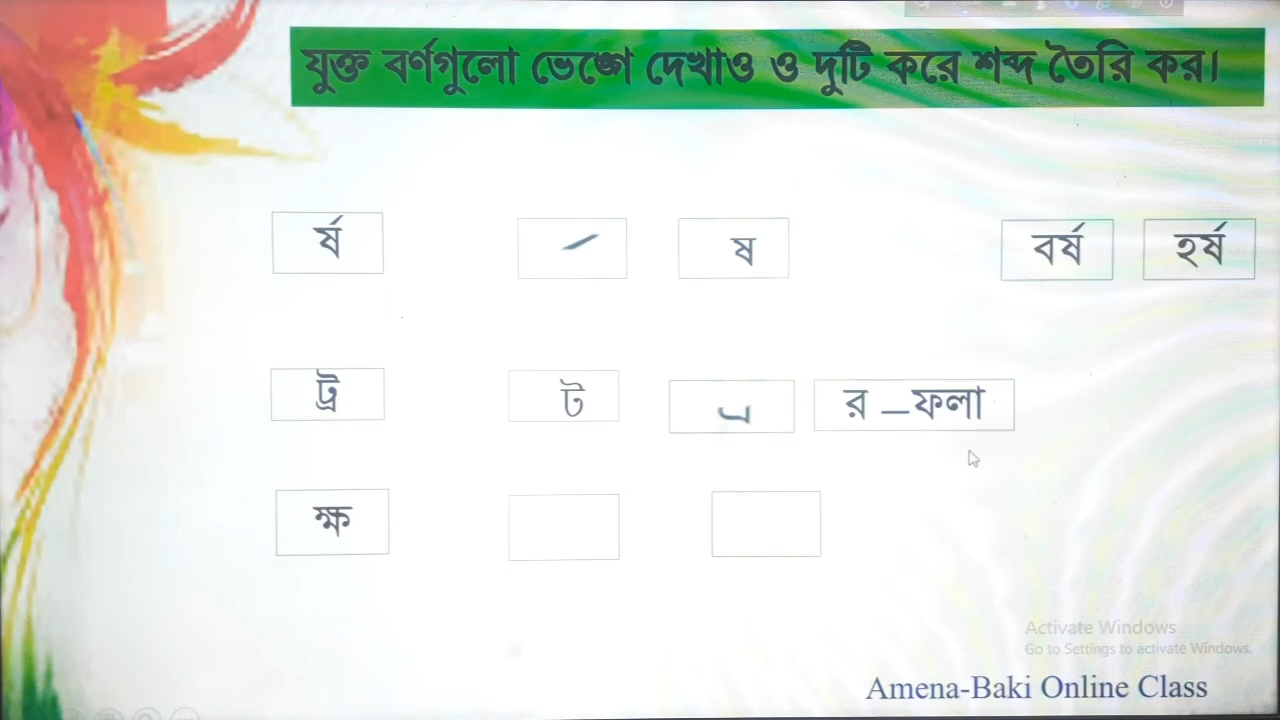 যুক্ত বর্ণগুলো ভেঙ্গে দেখাও ও দুটি করে শব্দ তৈরি কর।
র্ষ ষ বর্ষ হর্ষ
ট্র ট র –ফলা
ক্ষ
Activate Windows
Go to Settings to activate Windows.
Amena-Baki Online Class